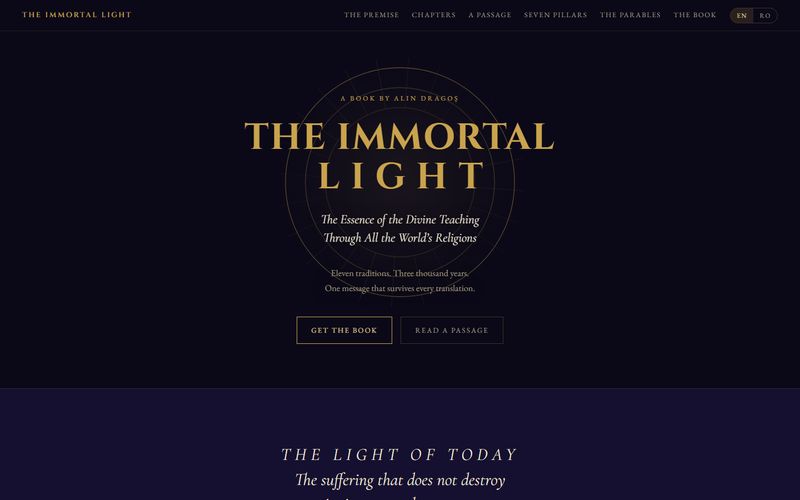 THE IMMORTAL LIGHT
THE PREMISE CHAPTERS A PASSAGE SEVEN PILLARS THE PARABLES THE BOOK EN RO
A BOOK BY ALIN DRAGOȘ
THE IMMORTAL
LIGHT
The Essence of the Divine Teaching
Through All the World's Religions
Eleven traditions. Three thousand years.
One message that survives every translation.
GET THE BOOK READ A PASSAGE
THE LIGHT OF TODAY
The suffering that does not destroy